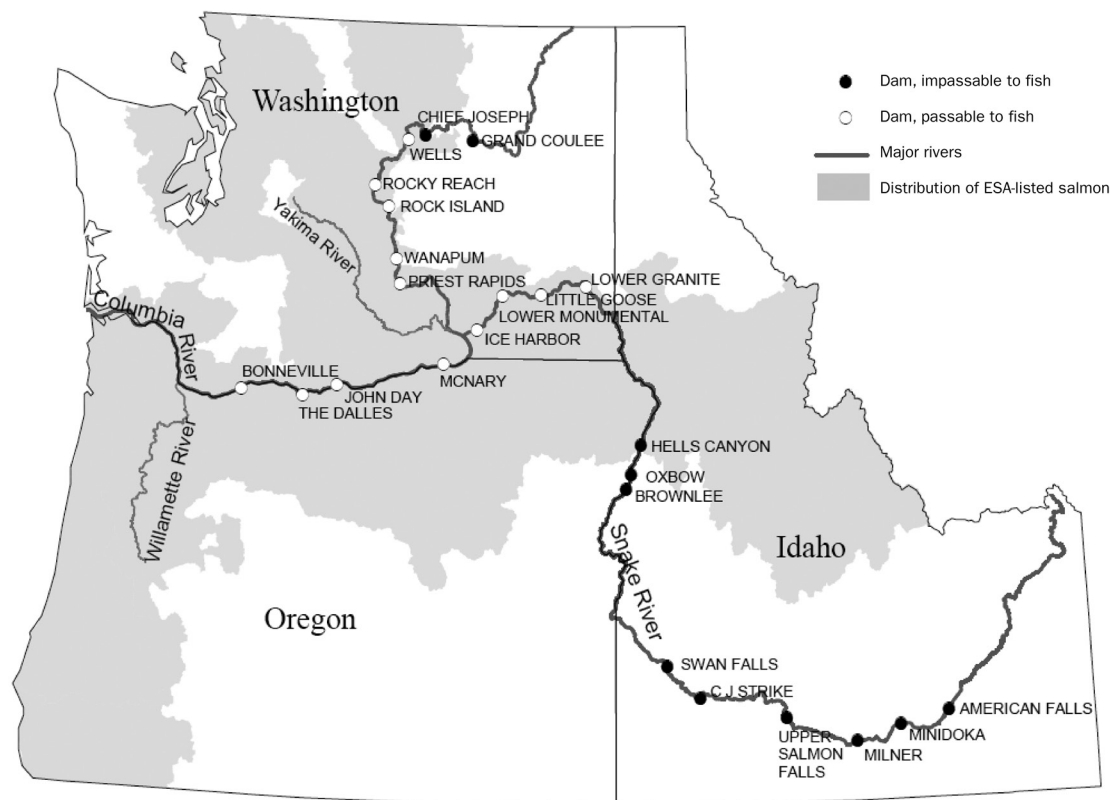 Washington
Dam, impassable to fish
Dam, passable to fish
Major rivers
Distribution of ESA-listed salmon
CHIEF JOSEPH
GRAND COULEE
WELLS
ROCKY REACH
ROCK ISLAND
Yakima River
WANAPUM
PRIEST RAPIDS
LOWER GRANITE
LITTLE GOOSE
LOWER MONUMENTAL
ICE HARBOR
Columbia
River
BONNEVILLE
MCNARY
JOHN DAY
THE DALLES
Willamette River
HELLS CANYON
OXBOW
BROWNLEE
Snake River
Idaho
Oregon
SWAN FALLS
C J STRIKE
AMERICAN FALLS
MINIDOKA
UPPER
SALMON
FALLS
MILNER